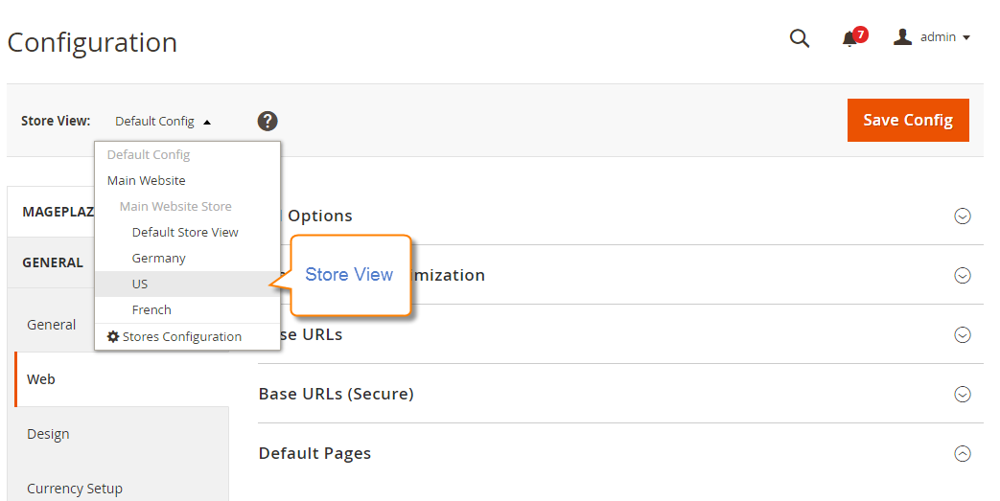 Configuration
7
admin
Store View:
Default Config
?
Save Config
Default Config
Main Website
Main Website Store
Default Store View
Germany
US
French
Stores Configuration
Store View
MAGEPLAZ
GENERAL
General
Web
Design
Currency Setup
Options
mization
se URLs
Base URLs (Secure)
Default Pages